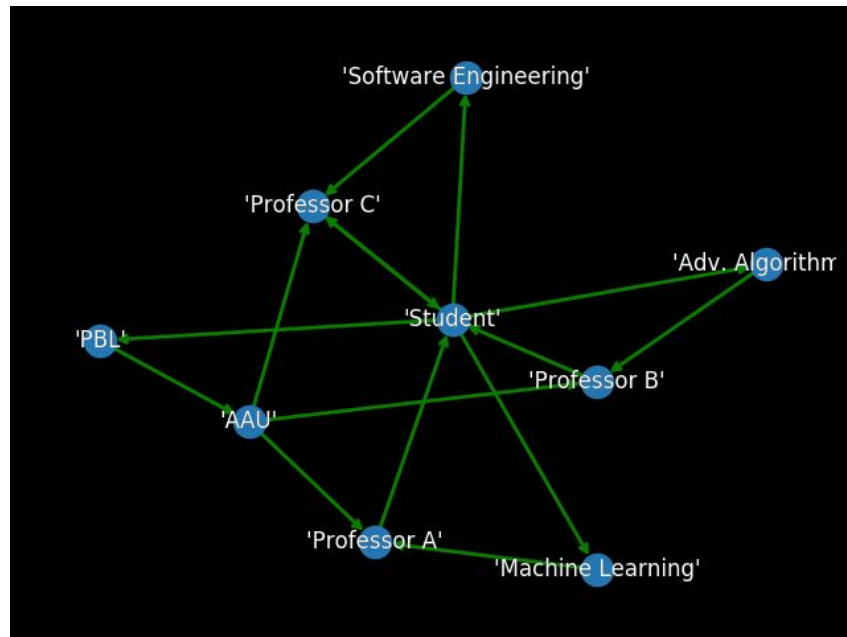 'Software Engineering'
'Professor C'
'Adv. Algorithm
'Student'
'PBL'
'Professor B'
'AAU'
'Professor A'
'Machine Learning'